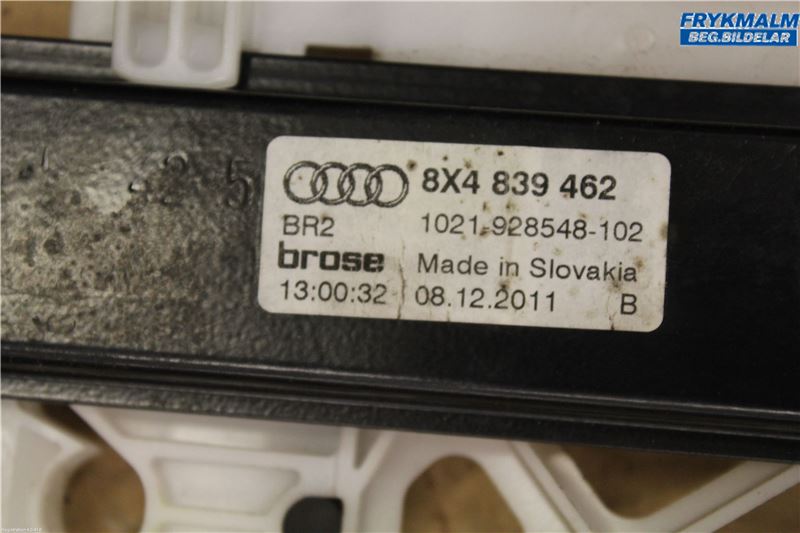 FRYKMALM
BEG.BILDELAR
425
8X4 839 462
BR2
1021-928548-102
brose
Made in Slovakia
13:00:32
08.12.2011
B